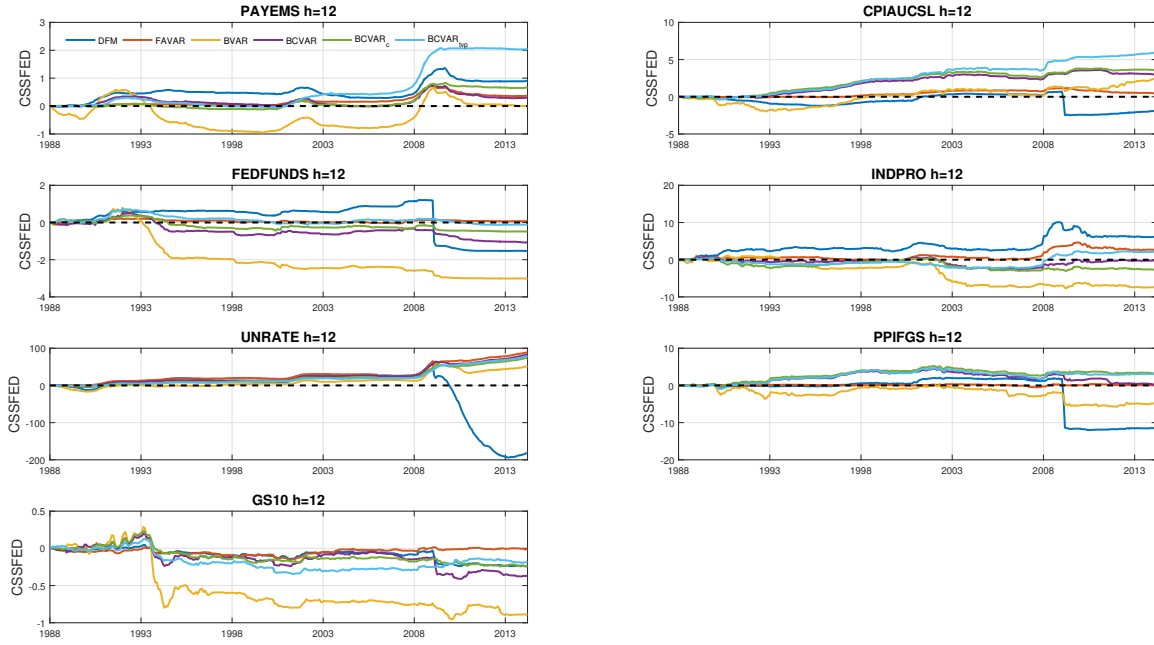 PAYEMS h=12
DFM FAVAR BVAR BCVAR BCVAR_c BCVAR_tvp
CSSFED
3
2
1
0
-1
1988 1993 1998 2003 2008 2013
CPIAUCSL h=12
CSSFED
10
5
0
-5
1988 1993 1998 2003 2008 2013
FEDFUNDS h=12
CSSFED
2
0
-2
-4
1988 1993 1998 2003 2008 2013
INDPRO h=12
CSSFED
20
10
0
-10
1988 1993 1998 2003 2008 2013
UNRATE h=12
CSSFED
100
0
-100
-200
1988 1993 1998 2003 2008 2013
PPIFGS h=12
CSSFED
10
0
-10
-20
1988 1993 1998 2003 2008 2013
GS10 h=12
CSSFED
0.5
0
-0.5
-1
1988 1993 1998 2003 2008 2013